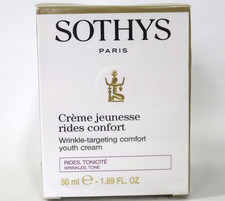 SOTHYS
PARIS
Crème jeunesse
rides confort
Wrinkle-targeting comfort
youth cream
RIDES, TONICITÉ
WRINKLES, TONE
50 ml ℮ - 1.69 FL. OZ